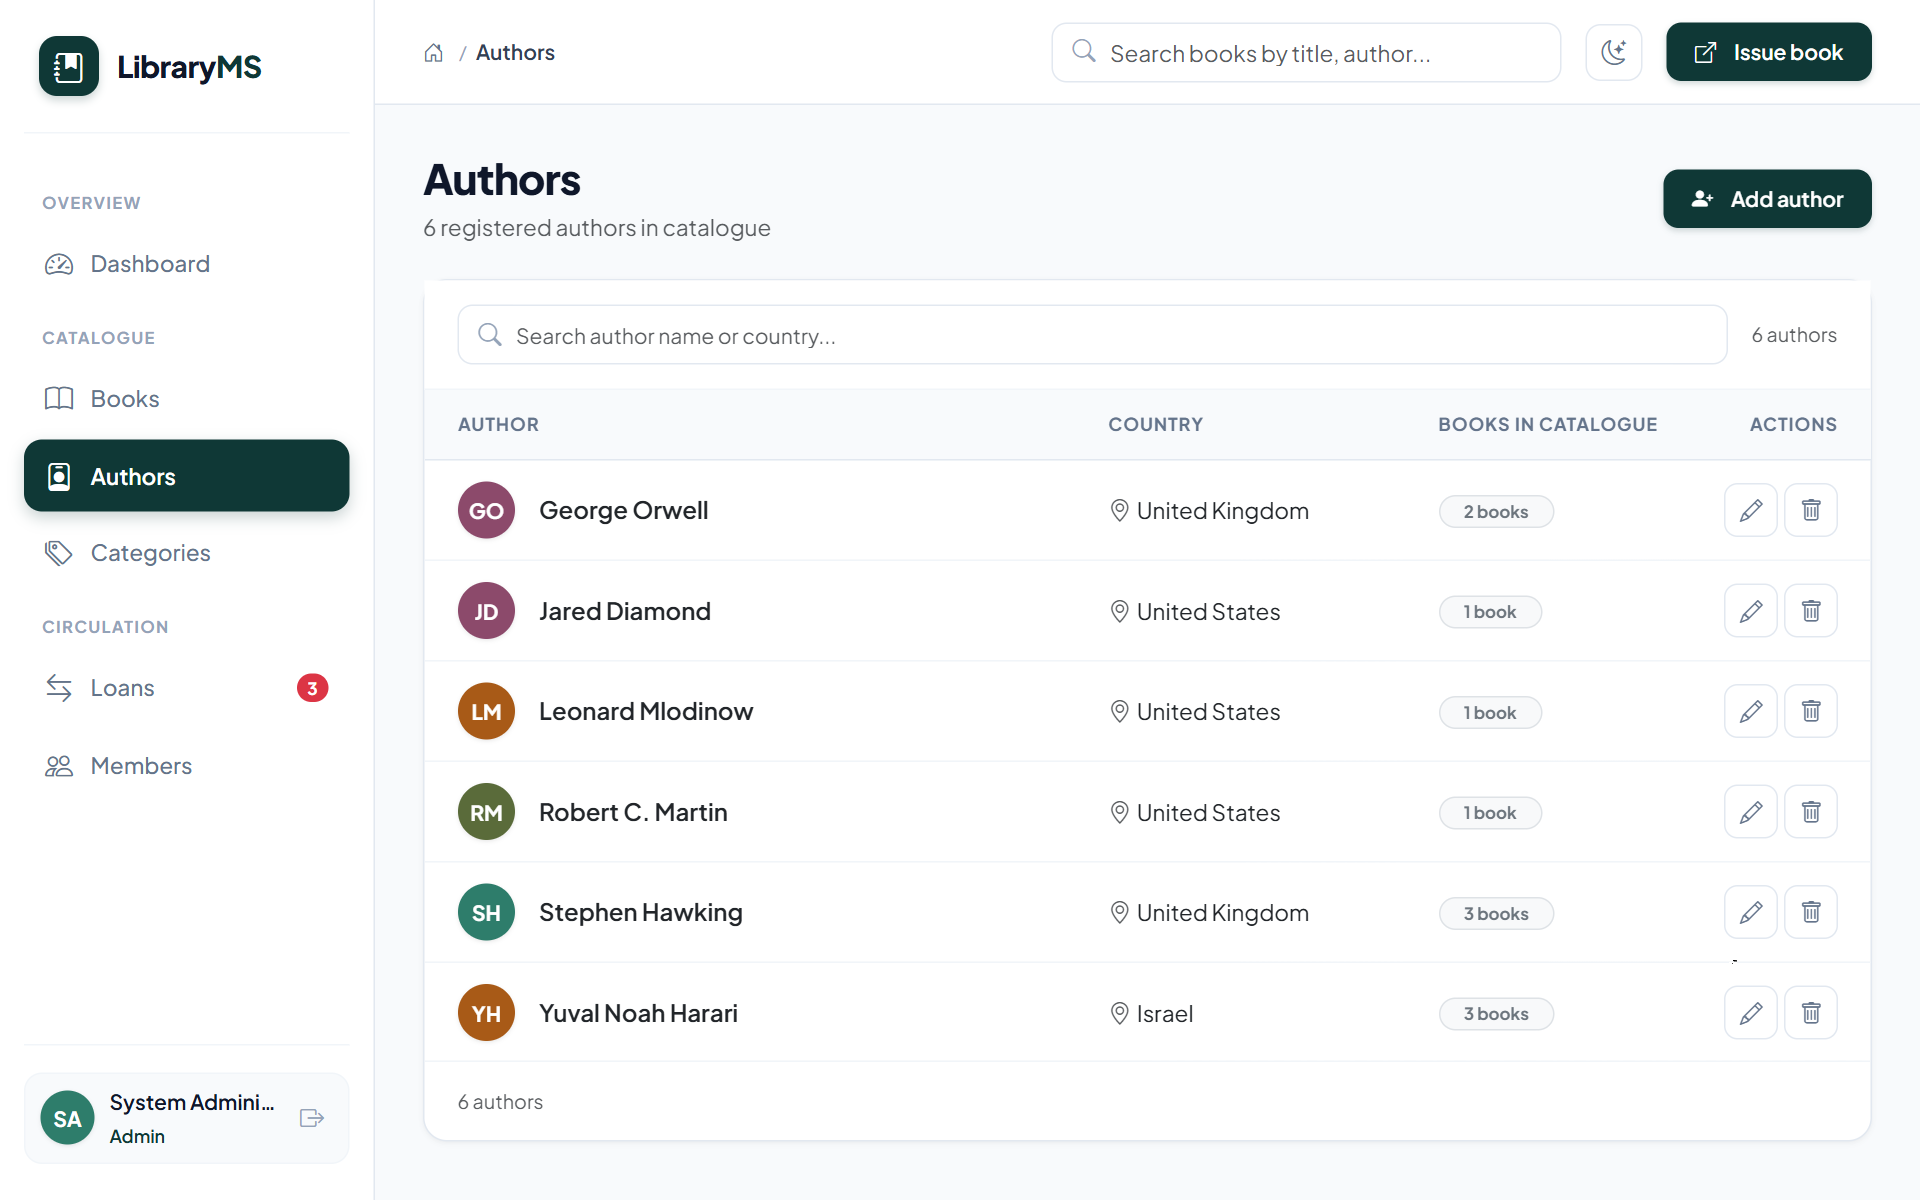 LibraryMS
OVERVIEW
Dashboard
CATALOGUE
Books
Authors
Categories
CIRCULATION
Loans 3
Members
SA System Admini...
Admin
/ Authors
Search books by title, author...
Issue book
Authors
6 registered authors in catalogue
Add author
Search author name or country...
6 authors
AUTHOR COUNTRY BOOKS IN CATALOGUE ACTIONS
GO George Orwell United Kingdom 2 books
JD Jared Diamond United States 1 book
LM Leonard Mlodinow United States 1 book
RM Robert C. Martin United States 1 book
SH Stephen Hawking United Kingdom 3 books
YH Yuval Noah Harari Israel 3 books
6 authors